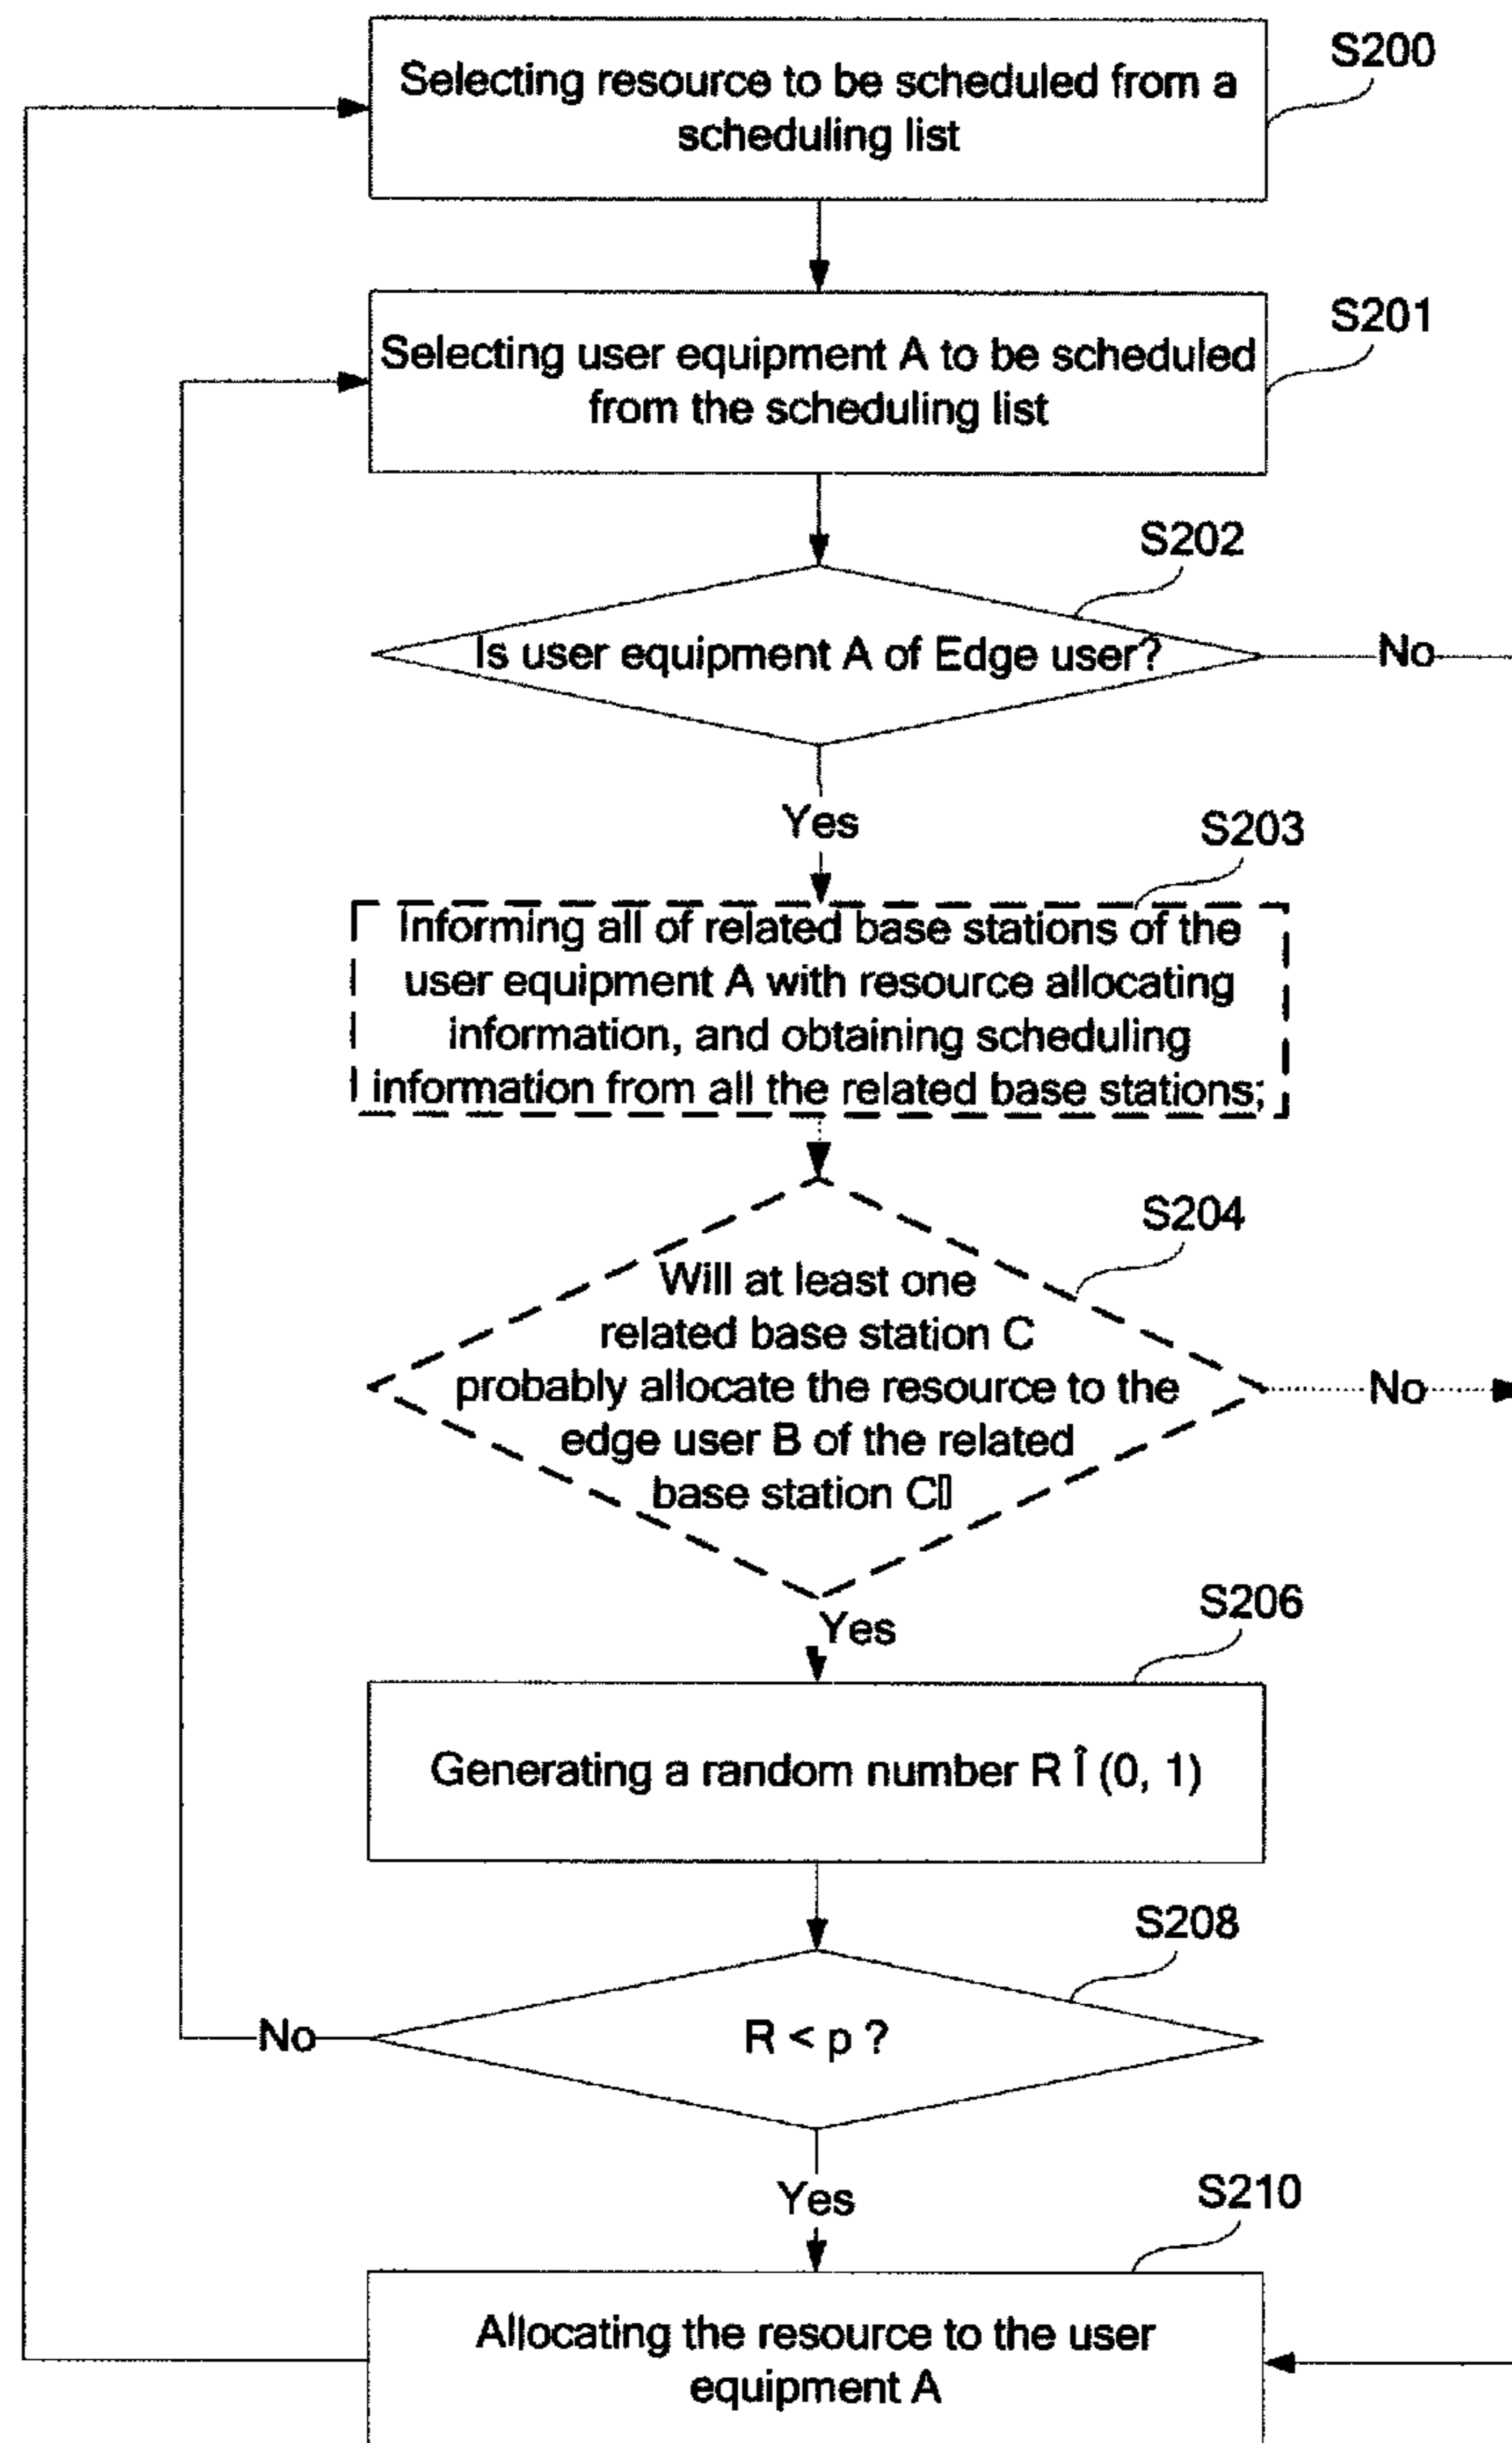 S200
Selecting resource to be scheduled from a
scheduling list
S201
Selecting user equipment A to be scheduled
from the scheduling list
S202
Is user equipment A of Edge user?
No
Yes
S203
Informing all of related base stations of the
user equipment A with resource allocating
information, and obtaining scheduling
information from all the related base stations;
S204
Will at least one
related base station C
probably allocate the resource to the
edge user B of the related
base station C▯
No
Yes
S206
Generating a random number R Î (0, 1)
S208
R < p ?
No
Yes
S210
Allocating the resource to the user
equipment A